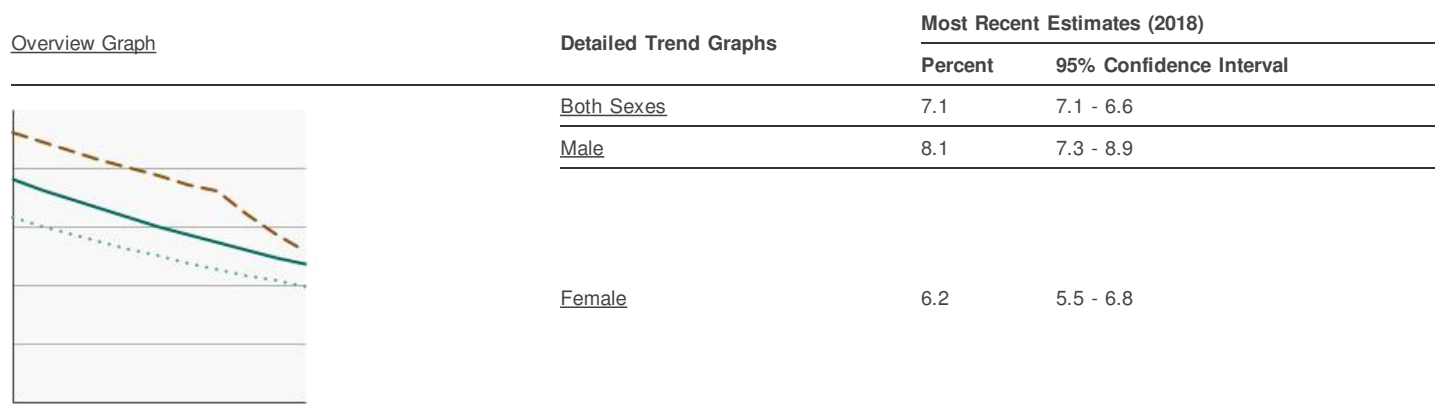 Overview Graph
Detailed Trend Graphs
Most Recent Estimates (2018)
Percent
95% Confidence Interval
Both Sexes 7.1 7.1 - 6.6
Male 8.1 7.3 - 8.9
Female 6.2 5.5 - 6.8